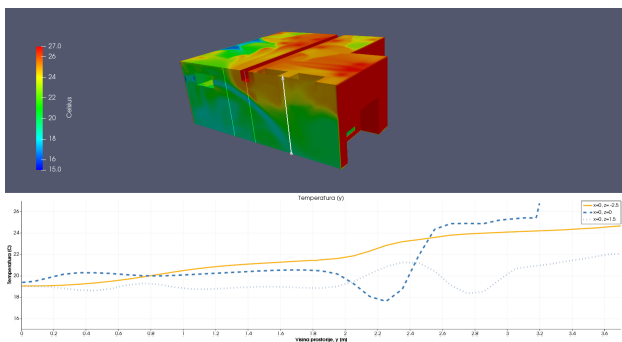 27.0
26
24
22
20
18
16
15.0
Celsius
Temperatura (y)
x=0, z= -2.5
x=0, z=0
x=0, z=1.5
Temperatura (C)
26
24
22
20
18
16
0 0.2 0.4 0.6 0.8 1 1.2 1.4 1.6 1.8 2 2.2 2.4 2.6 2.8 3 3.2 3.4 3.6
Visina prostorije, y (m)